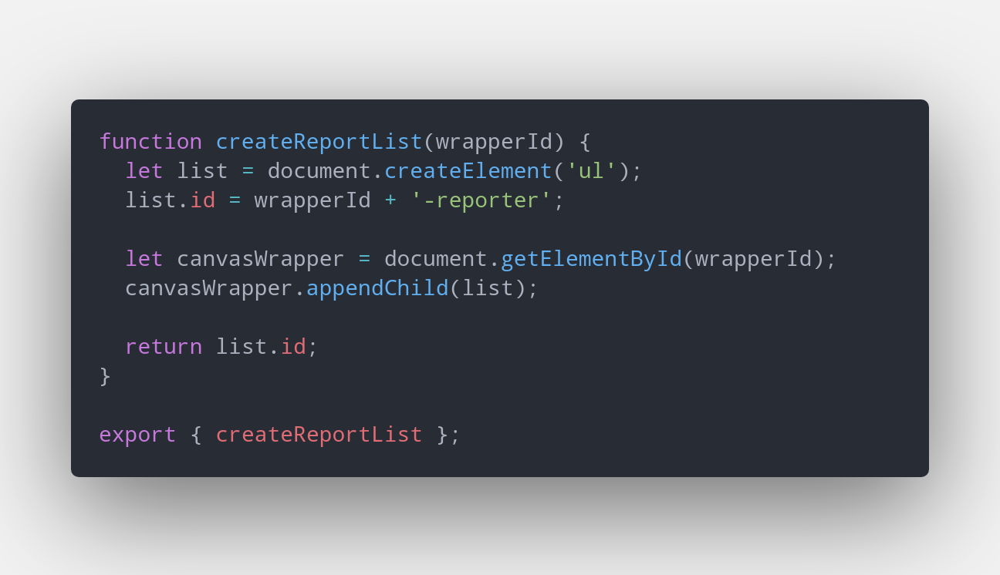 function createReportList(wrapperId) {
  let list = document.createElement('ul');
  list.id = wrapperId + '-reporter';

  let canvasWrapper = document.getElementById(wrapperId);
  canvasWrapper.appendChild(list);

  return list.id;
}

export { createReportList };